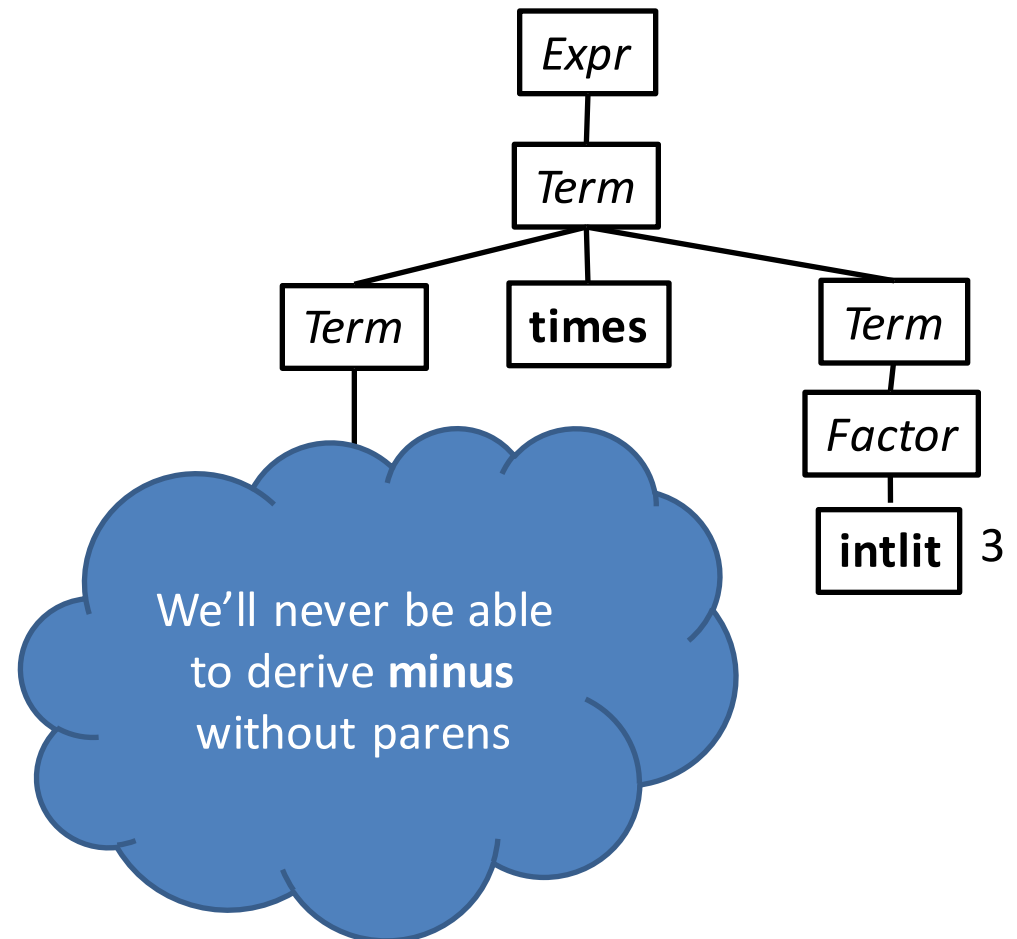 Expr
Term
Term
times
Term
Factor
intlit 3
We'll never be able
to derive minus
without parens